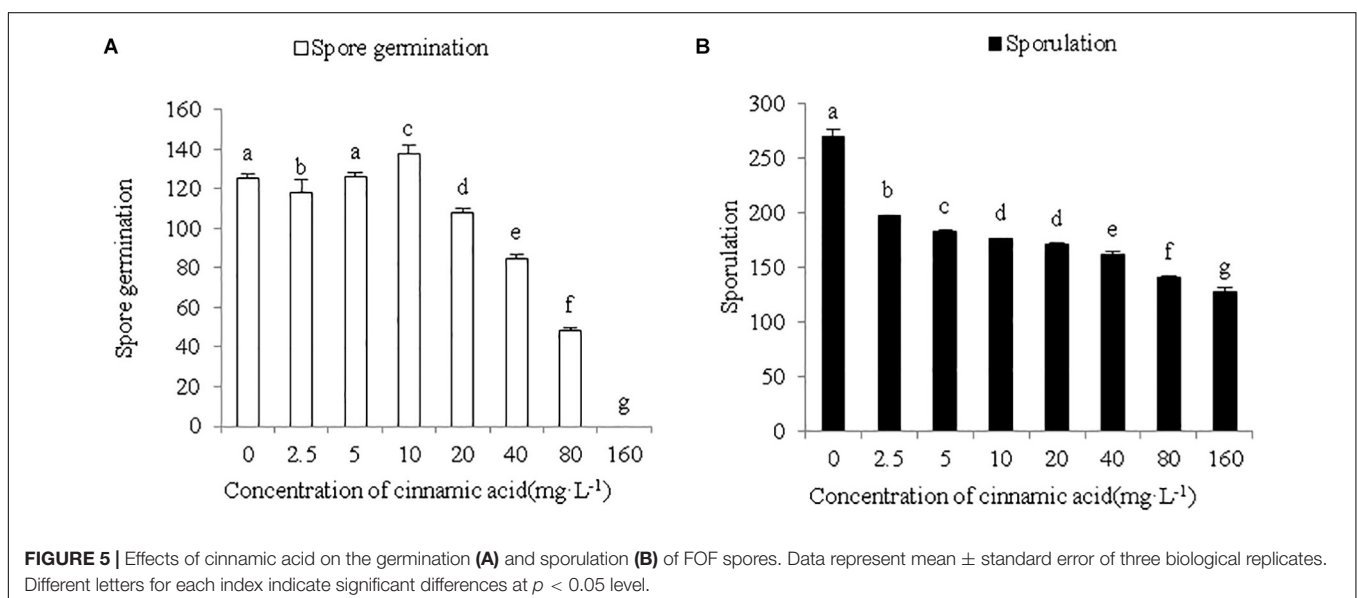 A
Spore germination
160
140
120
100
80
60
40
20
0
Spore germination
a
b
a
c
d
e
f
g
0 2.5 5 10 20 40 80 160
Concentration of cinnamic acid(mg·L-1)
B
Sporulation
300
250
200
150
100
50
0
Sporulation
a
b
c
d
d
e
f
g
0 2.5 5 10 20 40 80 160
Concentration of cinnamic acid(mg·L-1)
FIGURE 5 | Effects of cinnamic acid on the germination (A) and sporulation (B) of FOF spores. Data represent mean ± standard error of three biological replicates.
Different letters for each index indicate significant differences at p < 0.05 level.